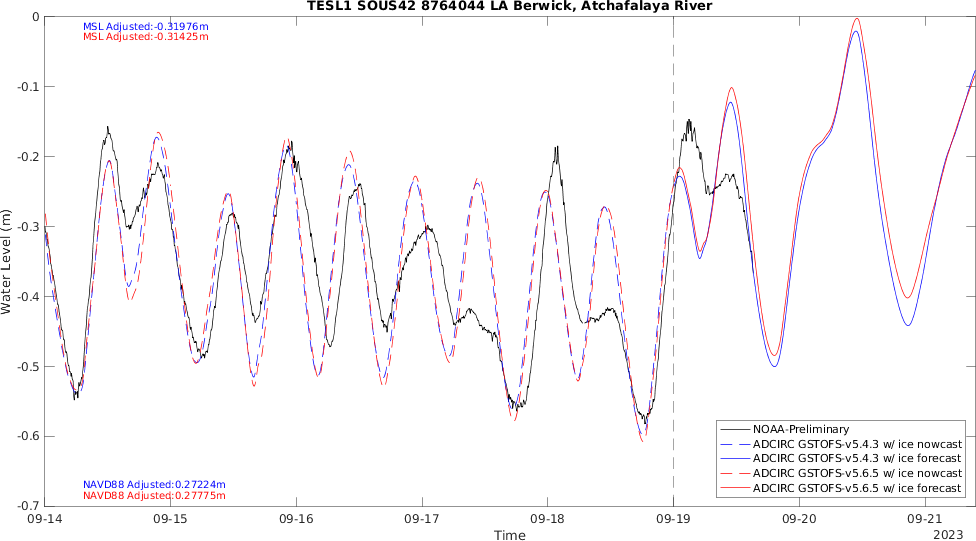 TESL1 SOUS42 8764044 LA Berwick, Atchafalaya River
MSL Adjusted:-0.31976m
MSL Adjusted:-0.31425m
0
-0.1
-0.2
-0.3
-0.4
-0.5
-0.6
-0.7
Water Level (m)
NAVD88 Adjusted:0.27224m
NAVD88 Adjusted:0.27775m
NOAA-Preliminary
ADCIRC GSTOFS-v5.4.3 w/ ice nowcast
ADCIRC GSTOFS-v5.4.3 w/ ice forecast
ADCIRC GSTOFS-v5.6.5 w/ ice nowcast
ADCIRC GSTOFS-v5.6.5 w/ ice forecast
09-14 09-15 09-16 09-17 09-18 09-19 09-20 09-21
Time
2023